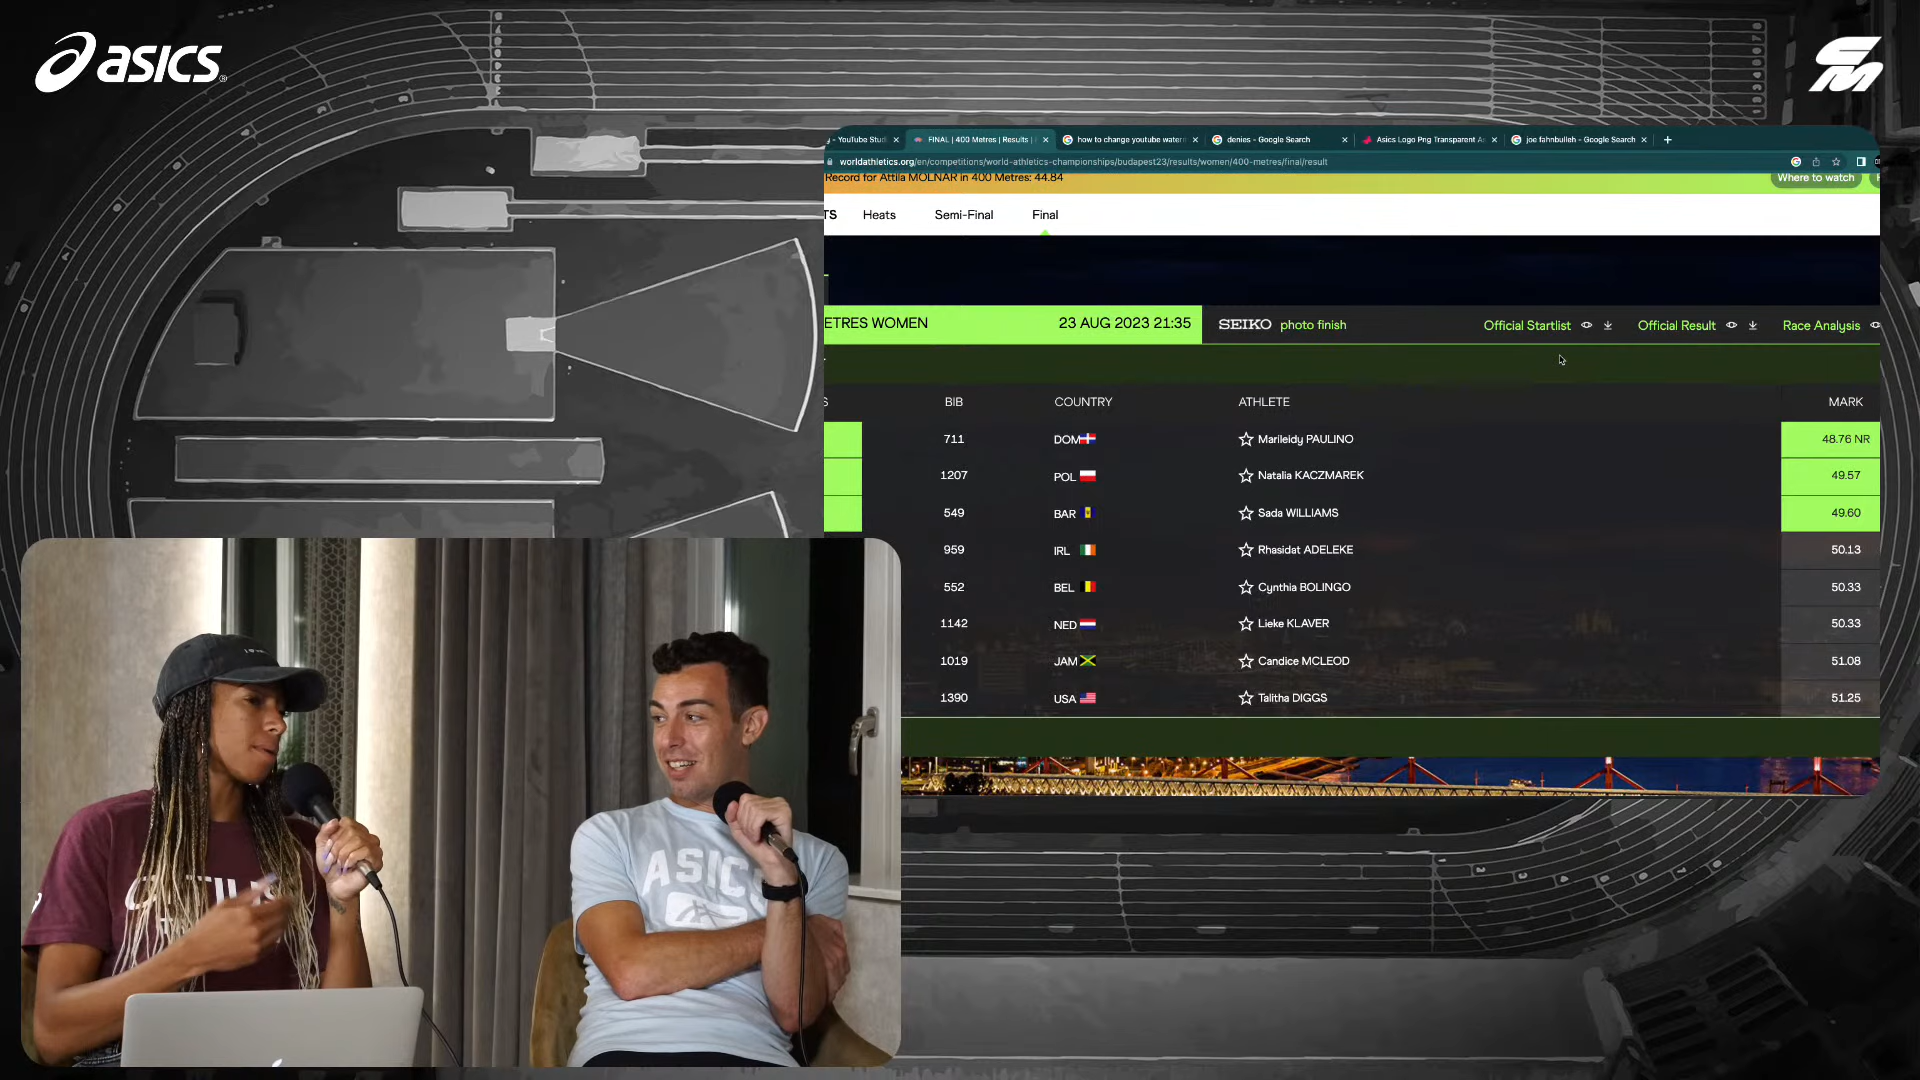 asics
SM
YouTube Stu
FINAL | 400 Metres | Results |
how to change youtube water
denies - Google Search
Asics Logo Png Transparent A
joe fahnbulleh - Google Search
worldathletics.org/en/competitions/world-athletics-championships/budapest23/results/women/400-metres/final/result
Record for Attila MOLNAR in 400 Metres: 44.84
Where to watch
TS Heats Semi-Final Final
ETRES WOMEN 23 AUG 2023 21:35 SEIKO photo finish Official Startlist Official Result Race Analysis
S BIB COUNTRY ATHLETE MARK
711 DOM Marileidy PAULINO 48.76 NR
1207 POL Natalia KACZMAREK 49.57
549 BAR Sada WILLIAMS 49.60
959 IRL Rhasidat ADELEKE 50.13
552 BEL Cynthia BOLINGO 50.33
1142 NED Lieke KLAVER 50.33
1019 JAM Candice MCLEOD 51.08
1390 USA Talitha DIGGS 51.25
ASICS